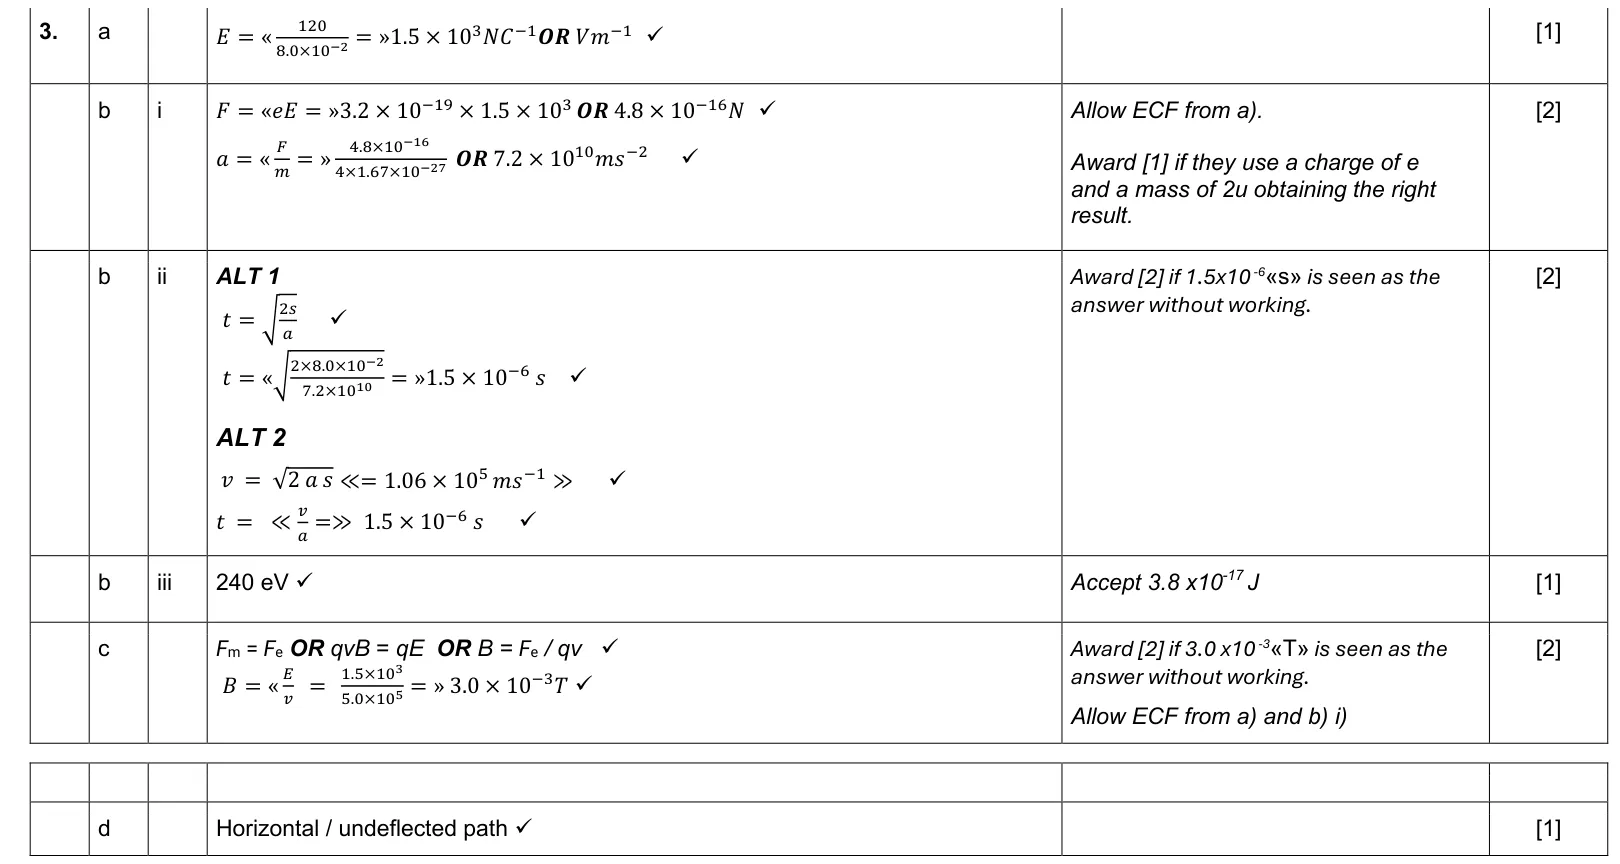 3. a E = « 120 / 8.0×10⁻² = »1.5 × 10³NC⁻¹OR Vm⁻¹ ✓ [1]
b i F = «eE = »3.2 × 10⁻¹⁹ × 1.5 × 10³ OR 4.8 × 10⁻¹⁶N ✓ Allow ECF from a). [2]
a = « F/m = » 4.8×10⁻¹⁶ / 4×1.67×10⁻²⁷ OR 7.2 × 10¹⁰ms⁻² ✓
Award [1] if they use a charge of e
and a mass of 2u obtaining the right
result.
b ii ALT 1 Award [2] if 1.5x10⁻⁶«s» is seen as the [2]
answer without working.
t = √(2s/a) ✓
t = «√(2×8.0×10⁻² / 7.2×10¹⁰) = »1.5 × 10⁻⁶ s ✓
ALT 2
v = √(2 a s) ≪= 1.06 × 10⁵ ms⁻¹ ≫ ✓
t = ≪ v/a =≫ 1.5 × 10⁻⁶ s ✓
b iii 240 eV ✓ Accept 3.8 x10⁻¹⁷ J [1]
c Fm = Fe OR qvB = qE OR B = Fe / qv ✓ Award [2] if 3.0 x10⁻³«T» is seen as the [2]
answer without working.
B = « E/v = 1.5×10³ / 5.0×10⁵ = » 3.0 × 10⁻³T ✓
Allow ECF from a) and b) i)
d Horizontal / undeflected path ✓ [1]